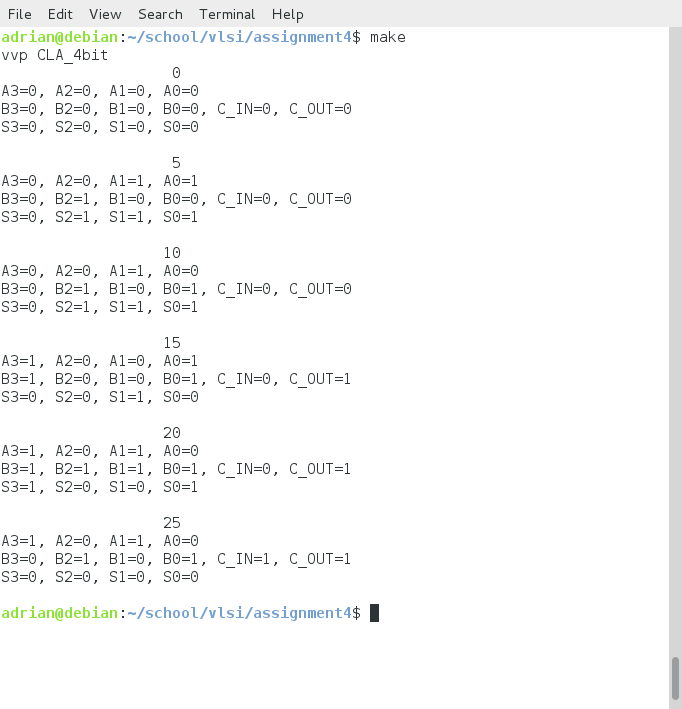 File Edit View Search Terminal Help
adrian@debian:~/school/vlsi/assignment4$ make
vvp CLA_4bit
0
A3=0, A2=0, A1=0, A0=0
B3=0, B2=0, B1=0, B0=0, C_IN=0, C_OUT=0
S3=0, S2=0, S1=0, S0=0
5
A3=0, A2=0, A1=1, A0=1
B3=0, B2=1, B1=0, B0=0, C_IN=0, C_OUT=0
S3=0, S2=1, S1=1, S0=1
10
A3=0, A2=0, A1=1, A0=0
B3=0, B2=1, B1=0, B0=1, C_IN=0, C_OUT=0
S3=0, S2=1, S1=1, S0=1
15
A3=1, A2=0, A1=0, A0=1
B3=1, B2=0, B1=0, B0=1, C_IN=0, C_OUT=1
S3=0, S2=0, S1=1, S0=0
20
A3=1, A2=0, A1=1, A0=0
B3=1, B2=1, B1=1, B0=1, C_IN=0, C_OUT=1
S3=1, S2=0, S1=0, S0=1
25
A3=1, A2=0, A1=1, A0=0
B3=0, B2=1, B1=0, B0=1, C_IN=1, C_OUT=1
S3=0, S2=0, S1=0, S0=0
adrian@debian:~/school/vlsi/assignment4$